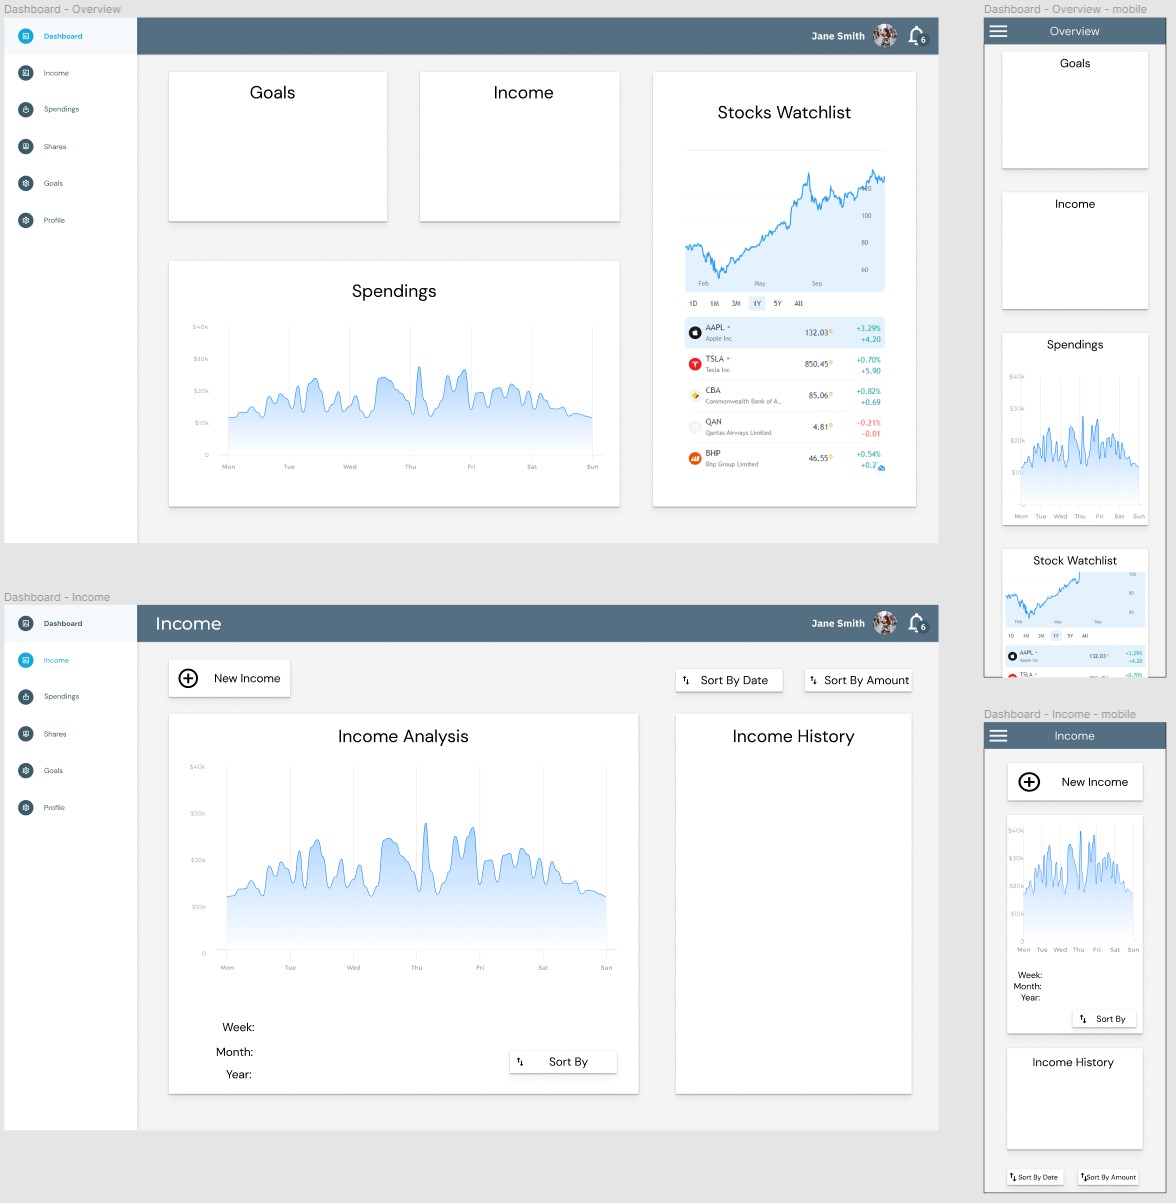 Dashboard - Overview
Dashboard
Income
Spendings
Shares
Goals
Profile
Jane Smith
6
Goals
Income
Spendings
$40k
$30k
$20k
$10k
0
Mon Tue Wed Thu Fri Sat Sun
Stocks Watchlist
120
100
80
60
Feb May Sep
1D 1M 3M 1Y 5Y All
AAPL 132.03 D +3.29%
Apple Inc +4.20
TSLA 850.45 D +0.70%
Tesla Inc +5.90
CBA 85.06 D +0.82%
Commonwealth Bank of A... +0.69
QAN 4.81 D −0.21%
Qantas Airways Limited −0.01
BHP 46.55 D +0.54%
Bhp Group Limited +0.2
Dashboard - Overview - mobile
Overview
Goals
Income
Spendings
$40k
$30k
$20k
$10
Mon Tue Wed Thu Fri Sat Sun
Stock Watchlist
100
80
60
Feb May Sep
1D 1M 3M 1Y 5Y All
AAPL 132.03 +3.29%
Apple Inc +4.20
TSLA +0.70%
Dashboard - Income
Dashboard
Income
Spendings
Shares
Goals
Profile
Income
Jane Smith
6
New Income
Sort By Date
Sort By Amount
Income Analysis
$40k
$30k
$20k
$10k
0
Mon Tue Wed Thu Fri Sat Sun
Week:
Month:
Year:
Sort By
Income History
Dashboard - Income - mobile
Income
New Income
$40k
$30k
$20k
$10k
0
Mon Tue Wed Thu Fri Sat Sun
Week:
Month:
Year:
Sort By
Income History
Sort By Date
Sort By Amount